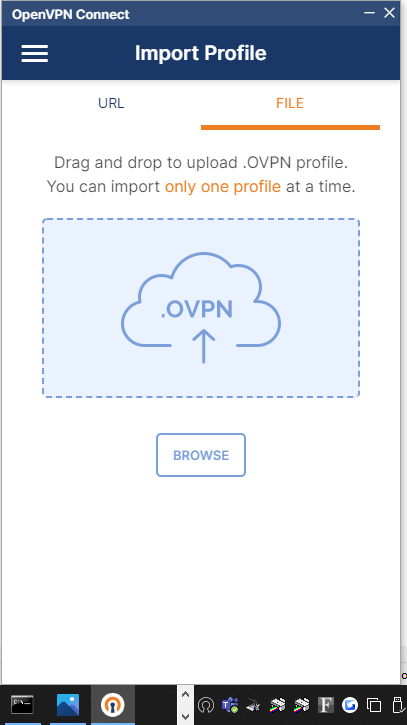 OpenVPN Connect
Import Profile
URL
FILE
Drag and drop to upload .OVPN profile.
You can import only one profile at a time.
.OVPN
BROWSE